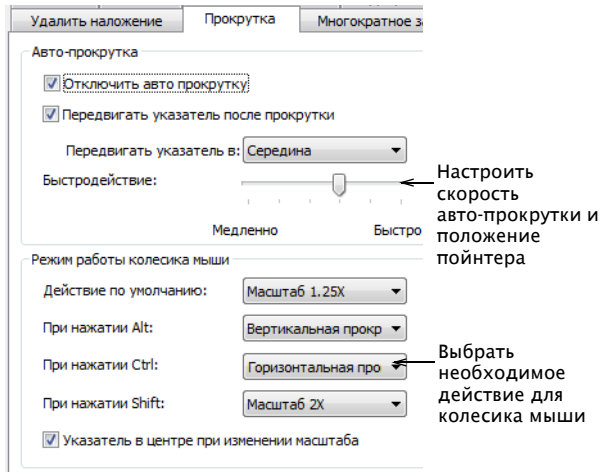 Удалить наложение
Прокрутка
Многократное з
Авто-прокрутка
Отключить авто прокрутку
Передвигать указатель после прокрутки
Передвигать указатель в: Середина
Быстродействие:
Медленно
Быстро
Настроить
скорость
авто-прокрутки и
положение
пойнтера
Режим работы колесика мыши
Действие по умолчанию: Масштаб 1.25X
При нажатии Alt: Вертикальная прокр
При нажатии Ctrl: Горизонтальная про
При нажатии Shift: Масштаб 2X
Указатель в центре при изменении масштаба
Выбрать
необходимое
действие для
колесика мыши